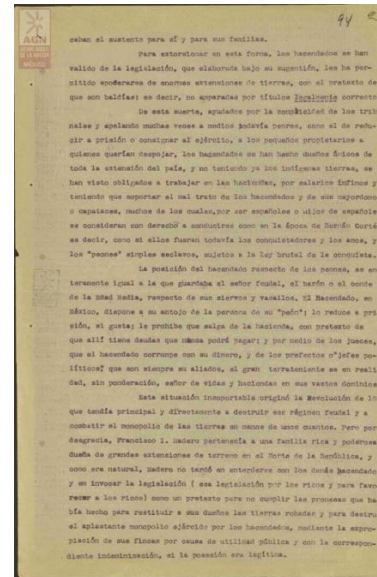 94
AGN
MÉXICO
caban el sustento para sí y para sus familias.
Para extorsionar en esta forma, los hacendados se han
valido de la legislación, que elaborada bajo su sugestión, les ha per-
mitido apoderarse de enormes extensiones de tierras, con el pretexto de
que son baldías; es decir, no amparadas por títulos legalmente correcto
De esta suerte, ayudados por la complicidad de los trib
nales y apelando muchas veces a medios todavía peores, como el de redu-
cir a prisión o consignar al ejército, a los pequeños propietarios a
quienes querían despojar, los hacendados se han hecho dueños únicos de
toda la extensión del país, y no teniendo ya los indígenas tierras, se
han visto obligados a trabajar en las haciendas, por salarios ínfimos y
teniendo que soportar el mal trato de los hacendados y de sus mayordomo
o capataces, muchos de los cuales, por ser españoles o hijos de español
se consideran con derecho a conducirse como en la época de Hernán Corté
es decir, como si ellos fueran todavía los conquistadores y los amos, y
los "peones" simples esclavos, sujetos a la ley brutal de la conquista.
La posición del hacendado respecto de los peones, es en
teramente igual a la que guardaba el señor feudal, el barón o el conde
de la Edad Media, respecto de sus siervos y vasallos. El Hacendado, en
México, dispone a su antojo de la persona de su "peón"; lo reduce a pri
sión, si gusta; le prohibe que salga de la hacienda, con pretexto de
que allí tiene deudas que nunca podrá pagar; y por medio de los jueces,
que el hacendado corrompe con su dinero, y de los prefectos o "jefes po-
líticos", que son siempre su aliados, el gran terrateniente es en reali
dad, sin ponderación, señor de vidas y haciendas en sus vastos dominios
Esta situación insoportable originó la Revolución de 19
que tendía principal y directamente a destruir ese régimen feudal y a
combatir el monopolio de las tierras en manos de unos cuantos. Pero por
desgracia, Francisco I. Madero pertenecía a una familia rica y poderosa
dueña de grandes extensiones de terreno en el Norte de la República, y
como era natural, Madero no tardó en entenderse con los demás hacendado
y en invocar la legislación ( esa legislación por los ricos y para favo
recer a los ricos) como un pretexto para no cumplir las promesas que ha
bía hecho para restituir a sus dueños las tierras robadas y para destru
el aplastante monopolio ejercido por los hacendados, mediante la expro-
piación de sus fincas por causa de utilidad pública y con la correspon-
diente indemnización, si la posesión era legítima.